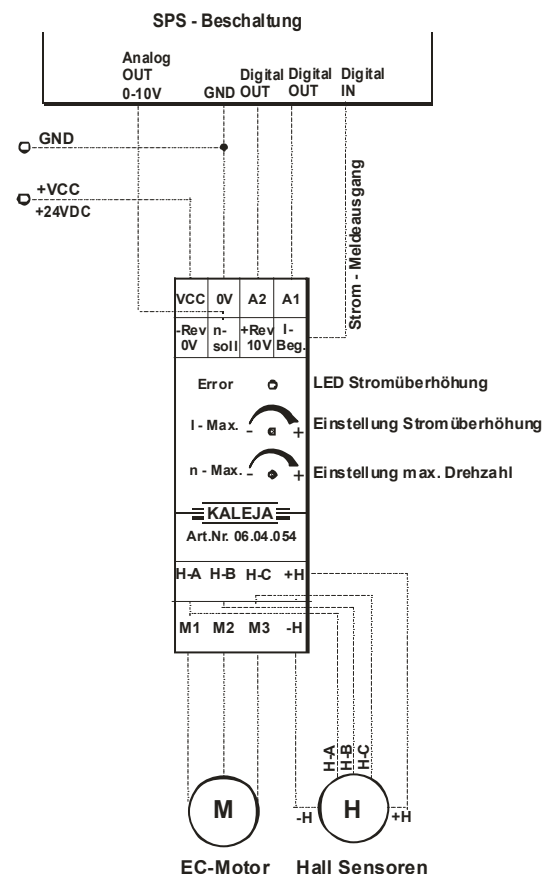 SPS - Beschaltung
Analog
OUT
0-10V
GND
Digital
OUT
Digital
OUT
Digital
IN
GND
+VCC
+24VDC
Strom - Meldeausgang
VCC 0V A2 A1
-Rev
0V
n-
soll
+Rev
10V
I-
Beg.
Error
LED Stromüberhöhung
I - Max.
- +
Einstellung Stromüberhöhung
n - Max.
- +
Einstellung max. Drehzahl
KALEJA
Art.Nr. 06.04.054
H-A H-B H-C +H
M1 M2 M3 -H
H-A
H-B
H-C
M
H
-H
+H
EC-Motor
Hall Sensoren